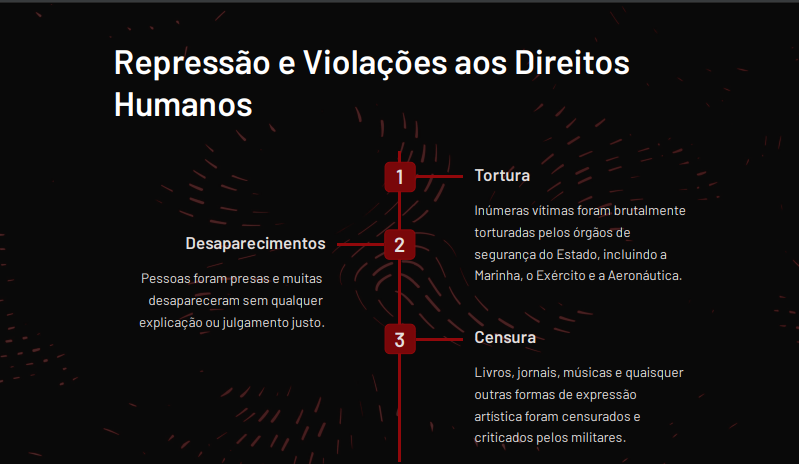 Repressão e Violações aos Direitos
Humanos
1
Tortura
Inúmeras vítimas foram brutalmente
torturadas pelos órgãos de
segurança do Estado, incluindo a
Marinha, o Exército e a Aeronáutica.
2
Desaparecimentos
Pessoas foram presas e muitas
desapareceram sem qualquer
explicação ou julgamento justo.
3
Censura
Livros, jornais, músicas e quaisquer
outras formas de expressão
artística foram censurados e
criticados pelos militares.